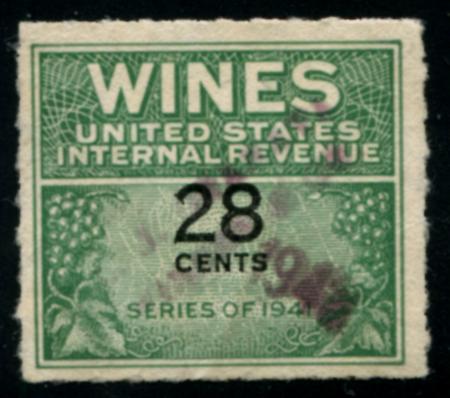 WINES
UNITED STATES
INTERNAL REVENUE
28
CENTS
SERIES OF 1941